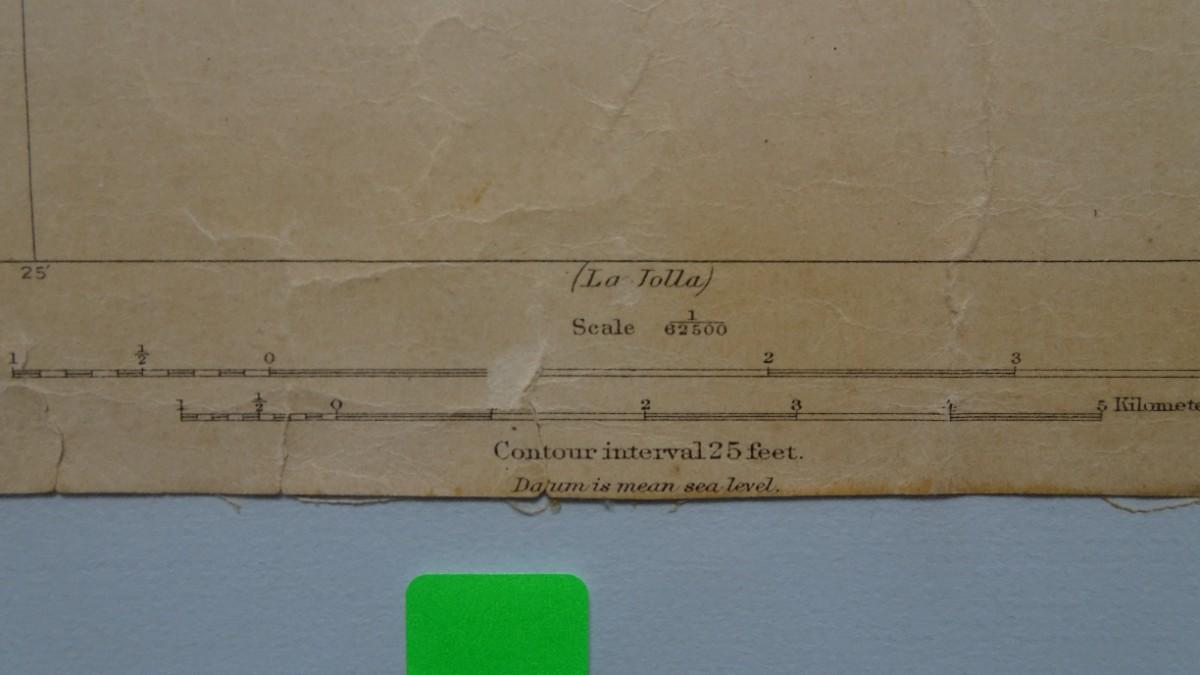 25′
(La Jolla)
Scale 1/62500
1 ½ 0 2 3
1 ½ 0 2 3 4 5 Kilomete
Contour interval 25 feet.
Datum is mean sea level.